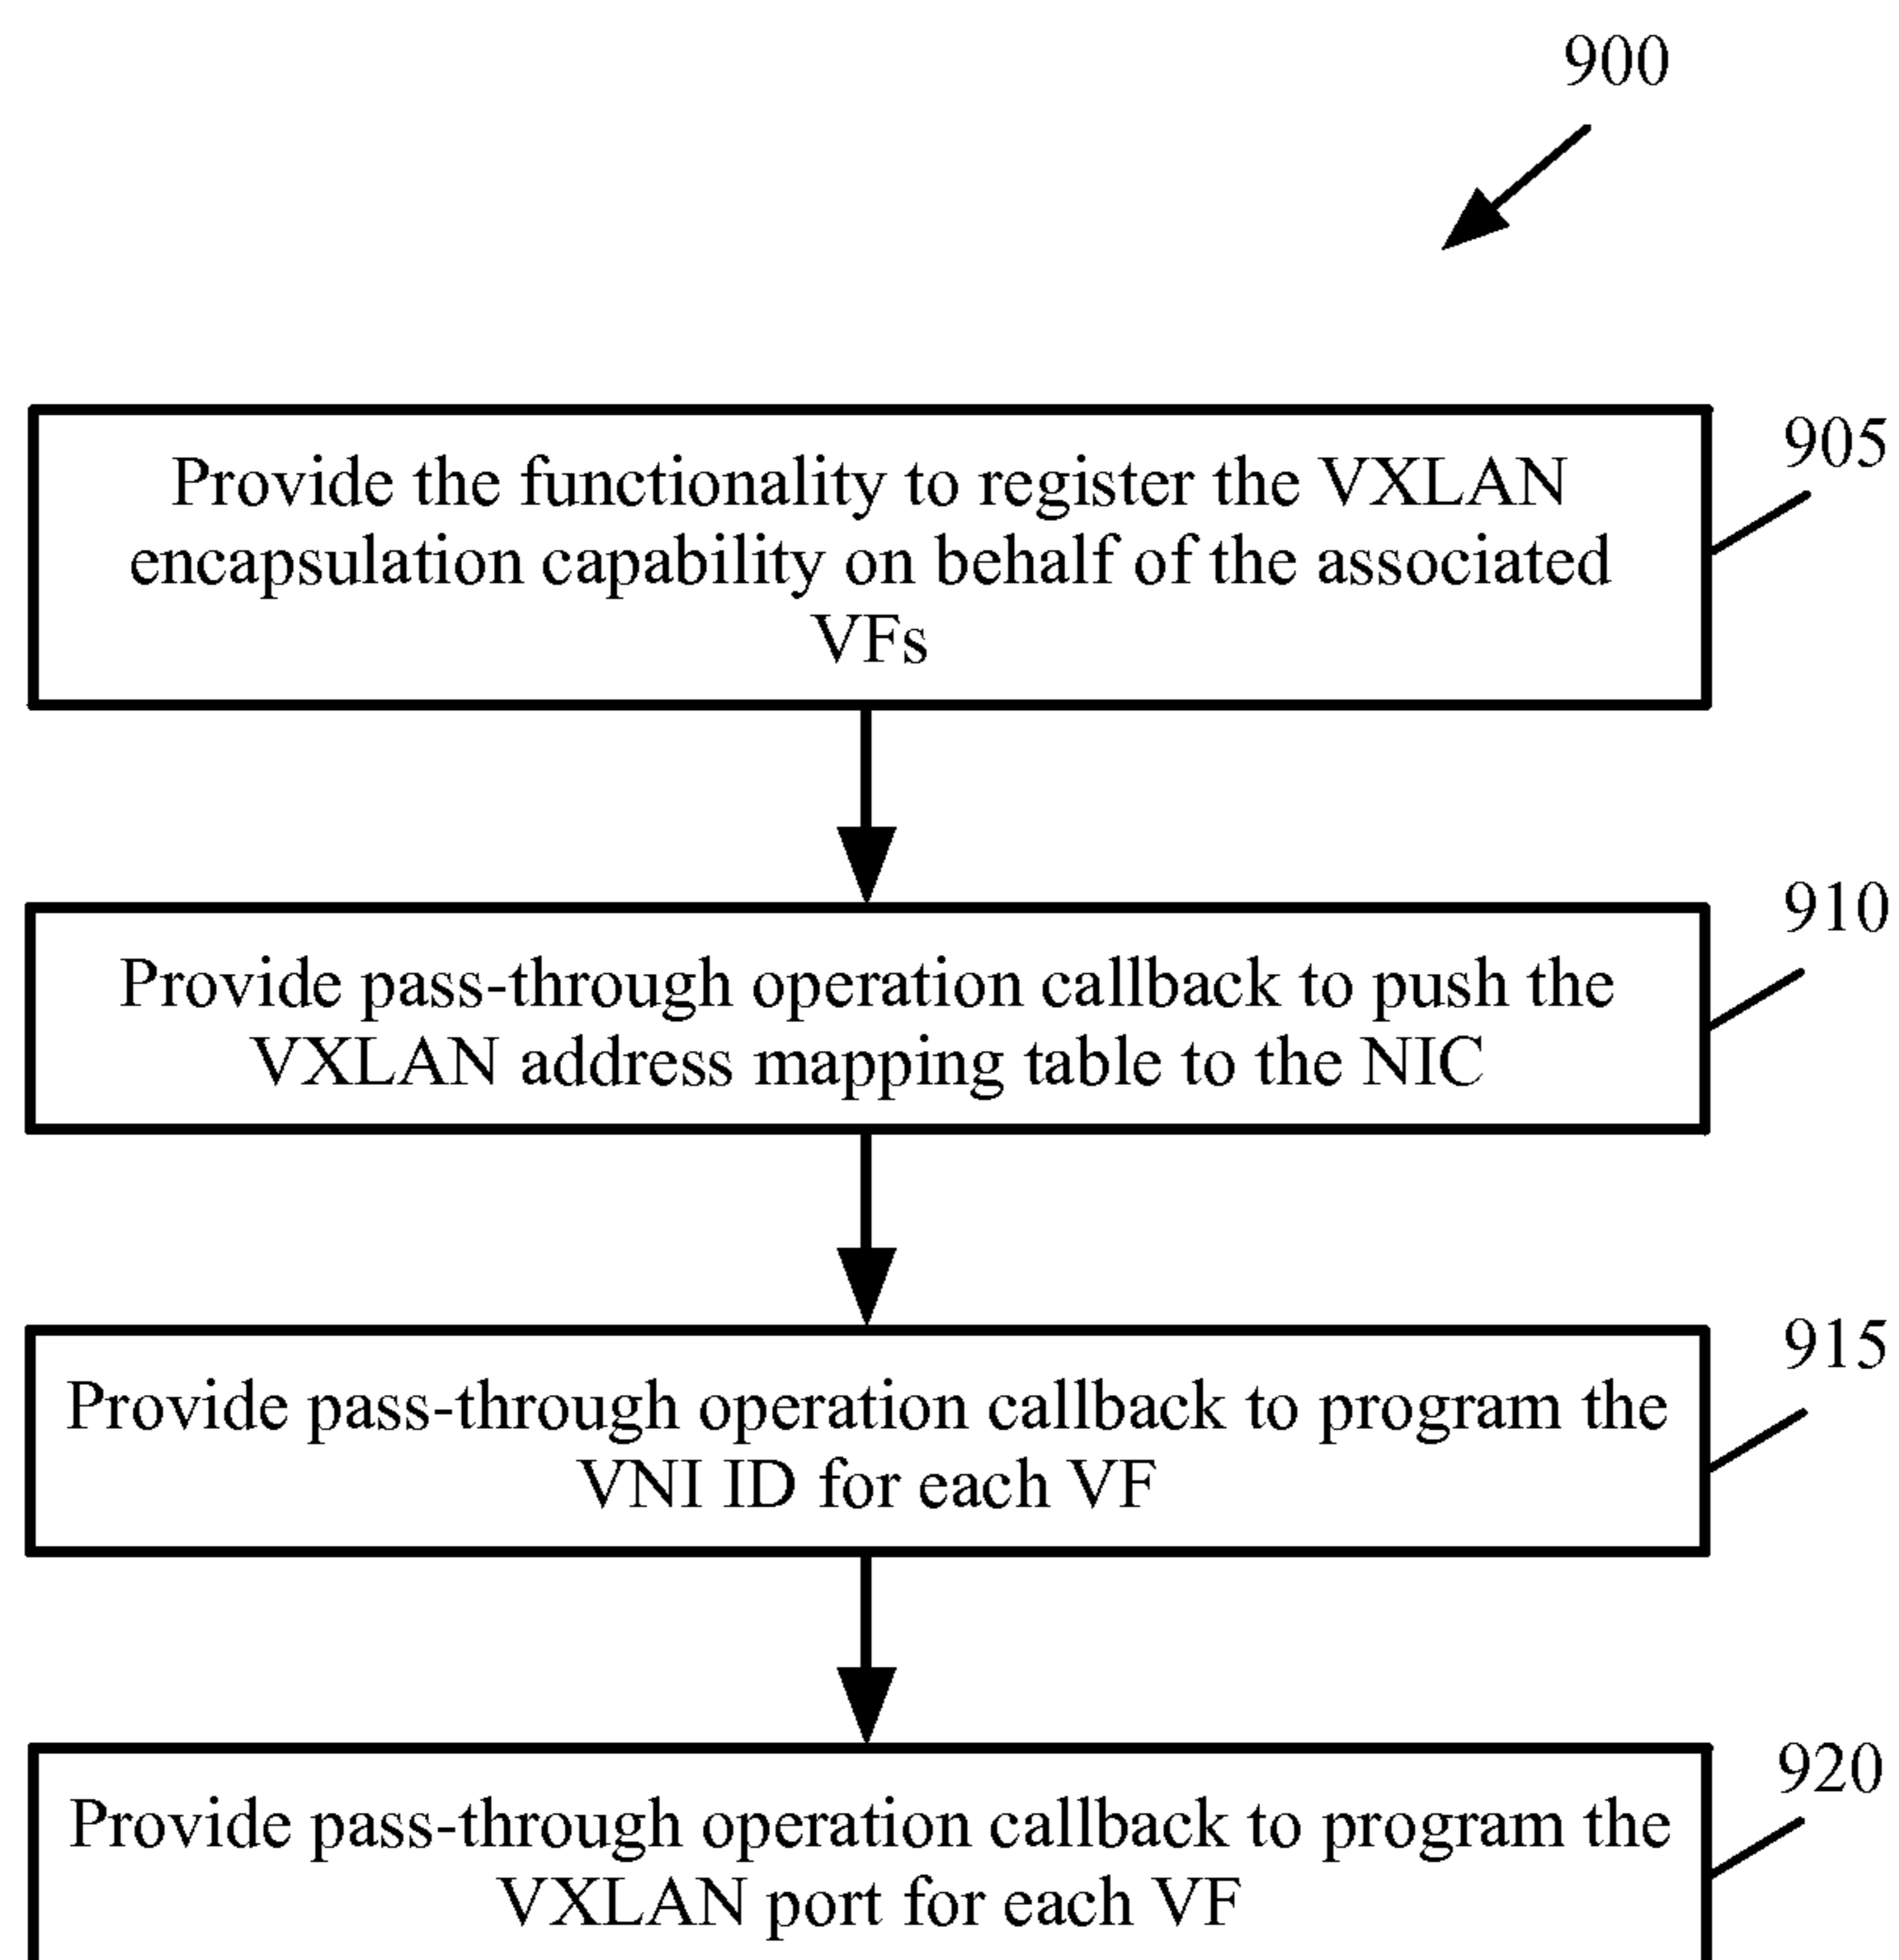 900
905
Provide the functionality to register the VXLAN
encapsulation capability on behalf of the associated
VFs
910
Provide pass-through operation callback to push the
VXLAN address mapping table to the NIC
915
Provide pass-through operation callback to program the
VNI ID for each VF
920
Provide pass-through operation callback to program the
VXLAN port for each VF